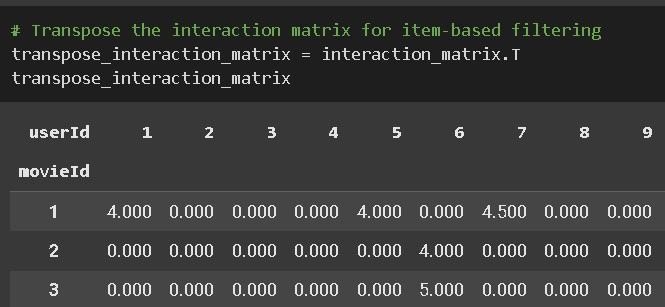 # Transpose the interaction matrix for item-based filtering
transpose_interaction_matrix = interaction_matrix.T
transpose_interaction_matrix
userId 1 2 3 4 5 6 7 8 9
movieId
1 4.000 0.000 0.000 0.000 4.000 0.000 4.500 0.000 0.000
2 0.000 0.000 0.000 0.000 0.000 4.000 0.000 0.000 0.000
3 0.000 0.000 0.000 0.000 0.000 5.000 0.000 0.000 0.000